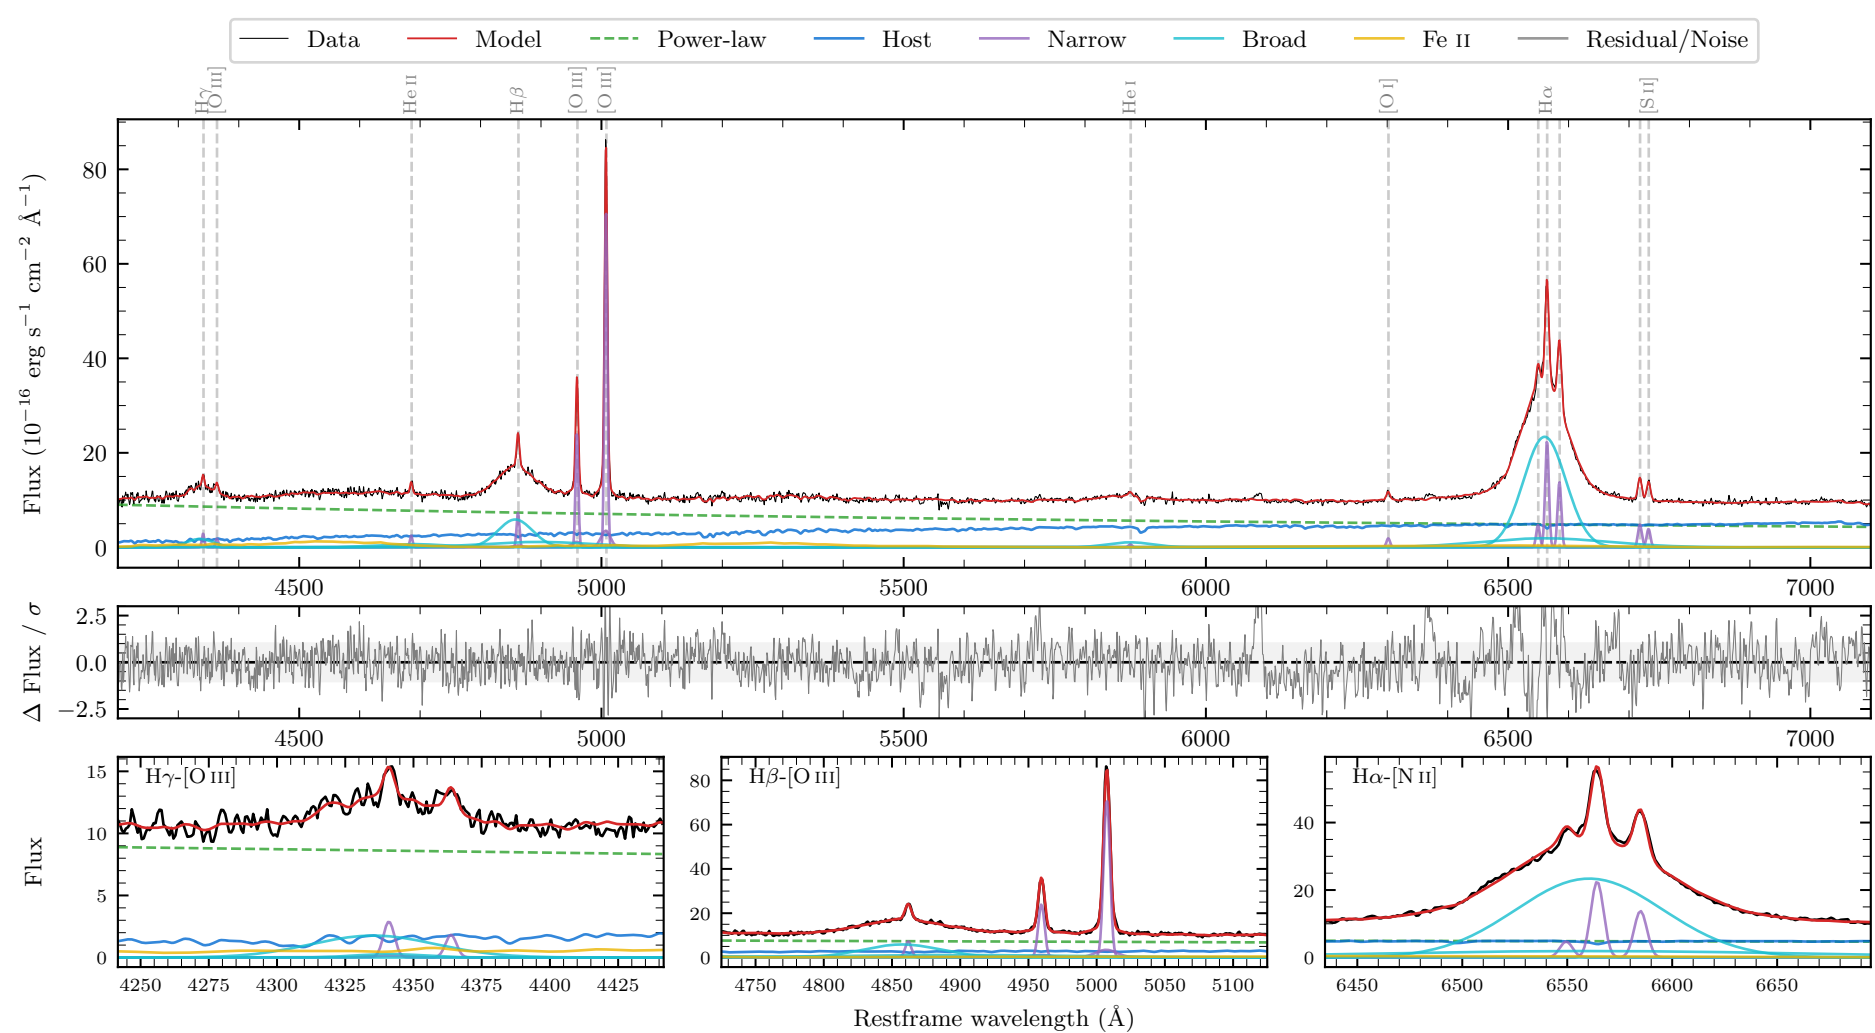 Data Model Power-law Host Narrow Broad Fe II Residual/Noise
Hγ [O III] He II Hβ [O III] [O III] He I [O I] Hα [S II]
Flux (10⁻¹⁶ erg s⁻¹ cm⁻² Å⁻¹)
80
60
40
20
0
4500 5000 5500 6000 6500 7000
Δ Flux / σ
2.5
0.0
−2.5
4500 5000 5500 6000 6500 7000
Flux
Hγ-[O III]
15
10
5
0
4250 4275 4300 4325 4350 4375 4400 4425
Hβ-[O III]
80
60
40
20
0
4750 4800 4850 4900 4950 5000 5050 5100
Hα-[N II]
40
20
0
6450 6500 6550 6600 6650
Restframe wavelength (Å)